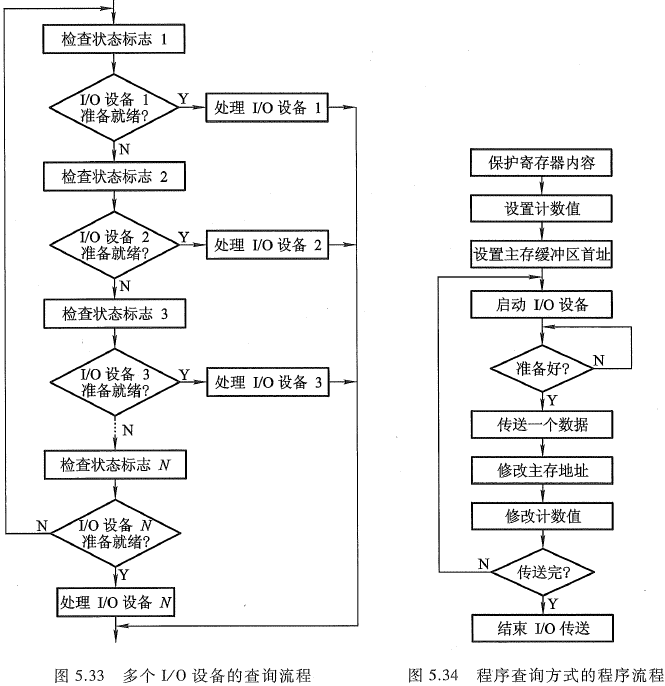 检查状态标志 1
I/O 设备 1
准备就绪?
Y
处理 I/O 设备 1
N
检查状态标志 2
I/O 设备 2
准备就绪?
Y
处理 I/O 设备 2
N
检查状态标志 3
I/O 设备 3
准备就绪?
Y
处理 I/O 设备 3
N
检查状态标志 N
I/O 设备 N
准备就绪?
N
Y
处理 I/O 设备 N
图 5.33 多个 I/O 设备的查询流程
保护寄存器内容
设置计数值
设置主存缓冲区首址
启动 I/O 设备
准备好?
N
Y
传送一个数据
修改主存地址
修改计数值
传送完?
N
Y
结束 I/O 传送
图 5.34 程序查询方式的程序流程